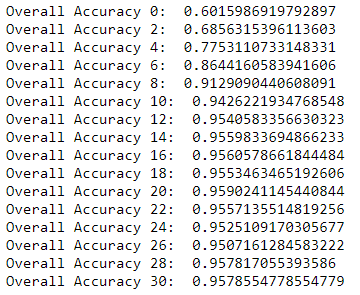 Overall Accuracy 0:  0.6015986919792897
Overall Accuracy 2:  0.6856315396113603
Overall Accuracy 4:  0.7753110733148331
Overall Accuracy 6:  0.8644160583941606
Overall Accuracy 8:  0.9129090440608091
Overall Accuracy 10:  0.9426221934768548
Overall Accuracy 12:  0.9540583356630323
Overall Accuracy 14:  0.9559833694866233
Overall Accuracy 16:  0.9560578661844484
Overall Accuracy 18:  0.9553463465192606
Overall Accuracy 20:  0.9590241145440844
Overall Accuracy 22:  0.9557135514819256
Overall Accuracy 24:  0.9525109170305677
Overall Accuracy 26:  0.9507161284583222
Overall Accuracy 28:  0.957817055393586
Overall Accuracy 30:  0.9578554778554779